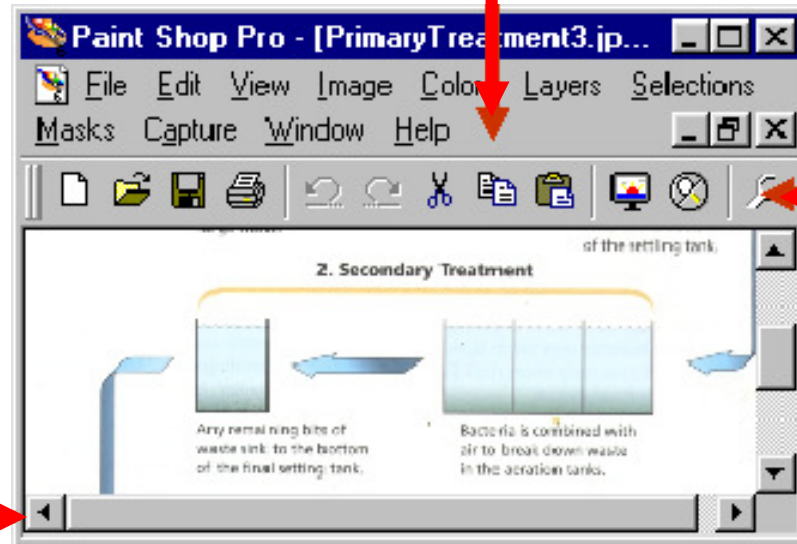 Paint Shop Pro - [PrimaryTreatment3.jp...
File Edit View Image Colors Layers Selections
Masks Capture Window Help
of the settling tank.
2. Secondary Treatment
Any remaining bits of
waste sink to the bottom
of the final setting tank.
Bacteria is combined with
air to break down waste
in the aeration tanks.